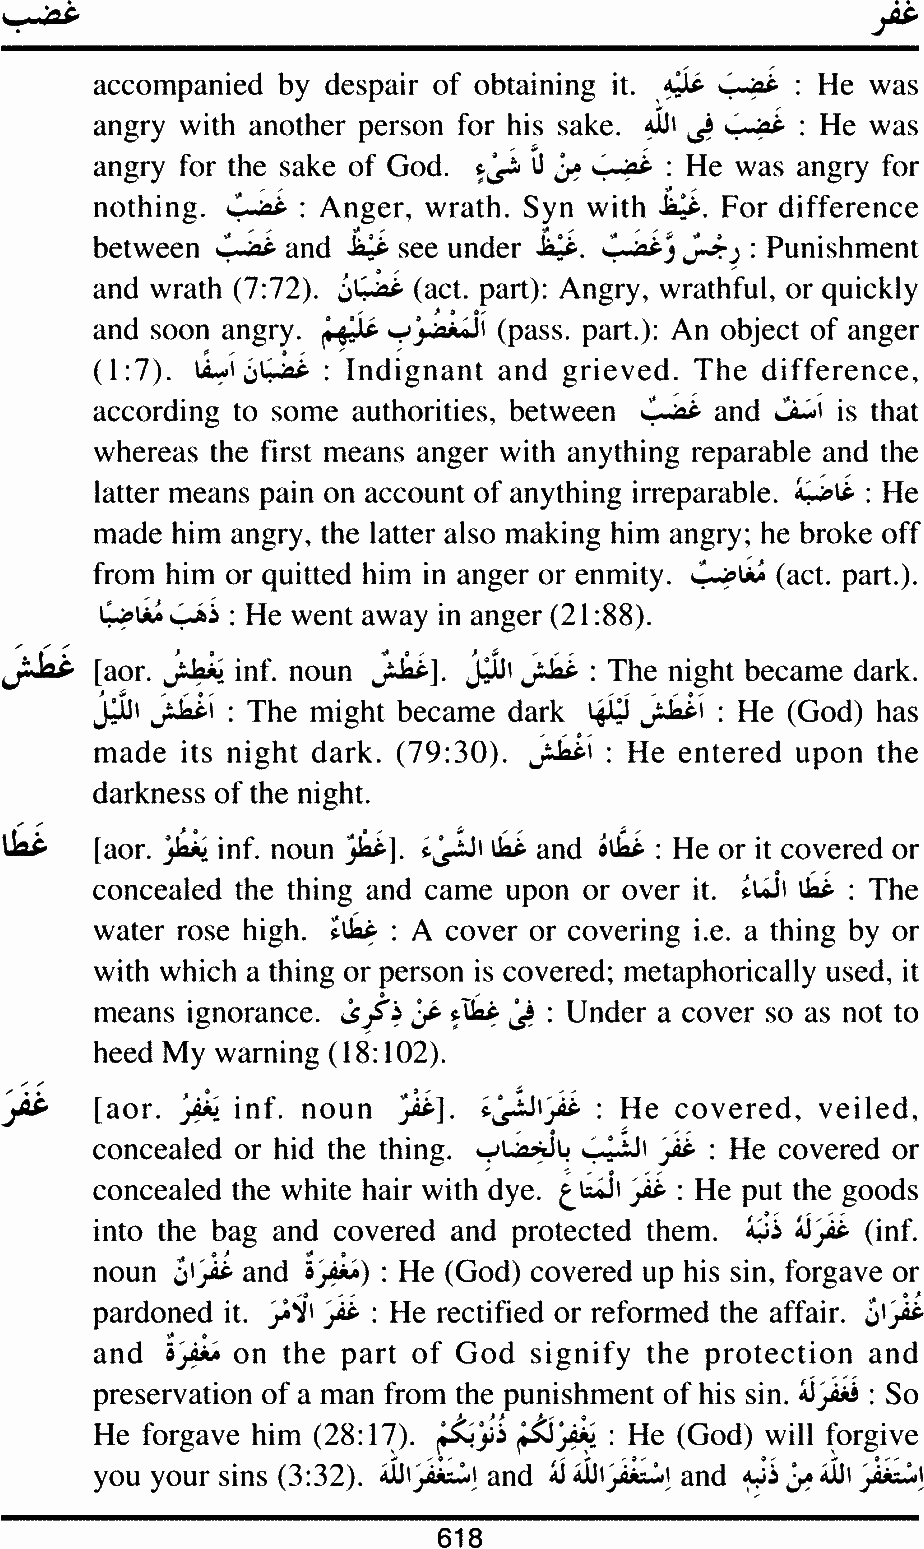 غضب غفر
accompanied by despair of obtaining it. غَضِبَ عَلَيْهِ : He was
angry with another person for his sake. غَضِبَ فِى اللّٰهِ : He was
angry for the sake of God. غَضِبَ مِنْ لَا شَىْءٍ : He was angry for
nothing. غَضَبٌ : Anger, wrath. Syn with غَيْظٌ. For difference
between غَضَبٌ and غَيْظٌ see under غَيْظٌ. رِجْسٌ وَّغَضَبٌ : Punishment
and wrath (7:72). غَضْبَانُ (act. part): Angry, wrathful, or quickly
and soon angry. اَلْمَغْضُوْبِ عَلَيْهِمْ (pass. part.): An object of anger
(1:7). غَضْبَانَ اَسِفًا : Indignant and grieved. The difference,
according to some authorities, between غَضَبٌ and اَسَفٌ is that
whereas the first means anger with anything reparable and the
latter means pain on account of anything irreparable. غَاضَبَهُ : He
made him angry, the latter also making him angry; he broke off
from him or quitted him in anger or enmity. مُغَاضِبٌ (act. part.).
ذَهَبَ مُغَاضِبًا : He went away in anger (21:88).
غَطَشَ [aor. يَغْطِشُ inf. noun غَطْشٌ]. غَطَشَ اللَّيْلُ : The night became dark.
اَغْطَشَ اللَّيْلُ : The might became dark اَغْطَشَ لَيْلَهَا : He (God) has
made its night dark. (79:30). اَغْطَشَ : He entered upon the
darkness of the night.
غَطَا [aor. يَغْطُوْ inf. noun غَطْوٌ]. غَطَا الشَّىْءَ and غَطَّاهُ : He or it covered or
concealed the thing and came upon or over it. غَطَا الْمَاءُ : The
water rose high. غِطَاءٌ : A cover or covering i.e. a thing by or
with which a thing or person is covered; metaphorically used, it
means ignorance. فِىْ غِطَآءٍ عَنْ ذِكْرِىْ : Under a cover so as not to
heed My warning (18:102).
غَفَرَ [aor. يَغْفِرُ inf. noun غَفْرٌ]. غَفَرَ الشَّىْءَ : He covered, veiled,
concealed or hid the thing. غَفَرَ الشَّيْبَ بِالْخِضَابِ : He covered or
concealed the white hair with dye. غَفَرَ الْمَتَاعَ : He put the goods
into the bag and covered and protected them. غَفَرَلَهُ ذَنْبَهُ (inf.
noun غُفْرَانٌ and مَغْفِرَةٌ) : He (God) covered up his sin, forgave or
pardoned it. غَفَرَ الْاَمْرَ : He rectified or reformed the affair. غُفْرَانٌ
and مَغْفِرَةٌ on the part of God signify the protection and
preservation of a man from the punishment of his sin. فَغَفَرَلَهُ : So
He forgave him (28:17). يَغْفِرْلَكُمْ ذُنُوْبَكُمْ : He (God) will forgive
you your sins (3:32). اِسْتَغْفَرَاللّٰهَ and اِسْتَغْفَرَاللّٰهَ لَهُ and اِسْتَغْفَرَ اللّٰهَ مِنْ ذَنْبِهِ
618